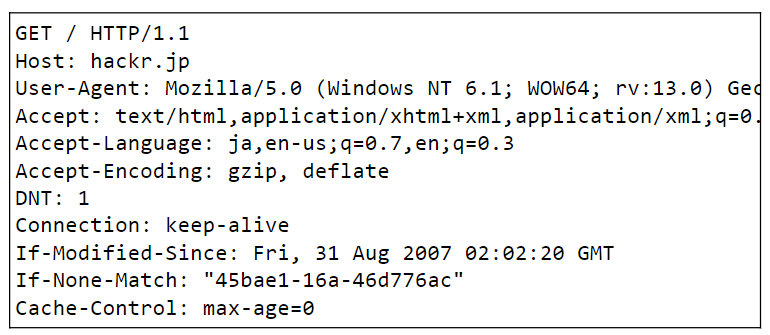 GET / HTTP/1.1
Host: hackr.jp
User-Agent: Mozilla/5.0 (Windows NT 6.1; WOW64; rv:13.0) Gec
Accept: text/html,application/xhtml+xml,application/xml;q=0.
Accept-Language: ja,en-us;q=0.7,en;q=0.3
Accept-Encoding: gzip, deflate
DNT: 1
Connection: keep-alive
If-Modified-Since: Fri, 31 Aug 2007 02:02:20 GMT
If-None-Match: "45bae1-16a-46d776ac"
Cache-Control: max-age=0